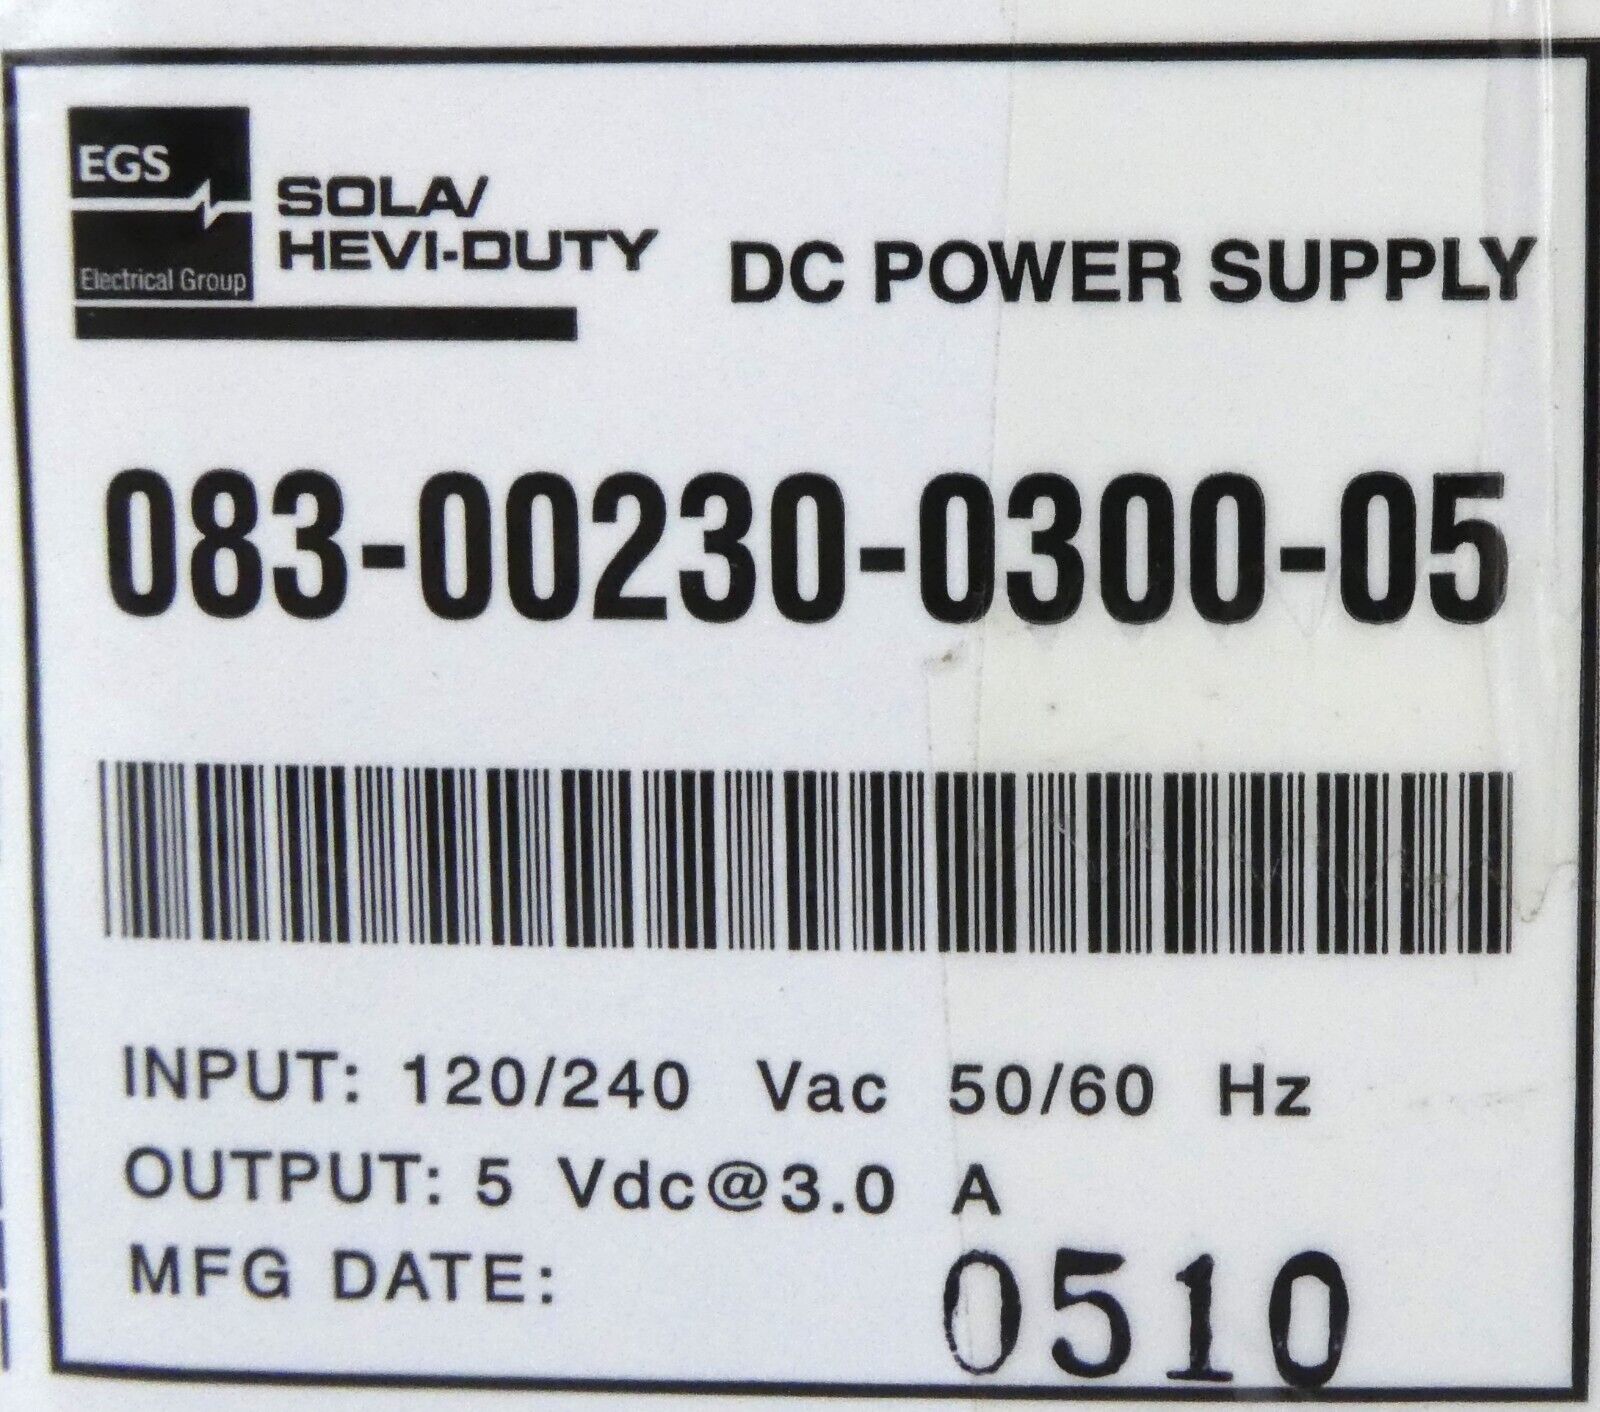 EGS
Electrical Group
SOLA/
HEVI-DUTY
DC POWER SUPPLY
083-00230-0300-05
INPUT: 120/240 Vac 50/60 Hz
OUTPUT: 5 Vdc@3.0 A
MFG DATE: 0510